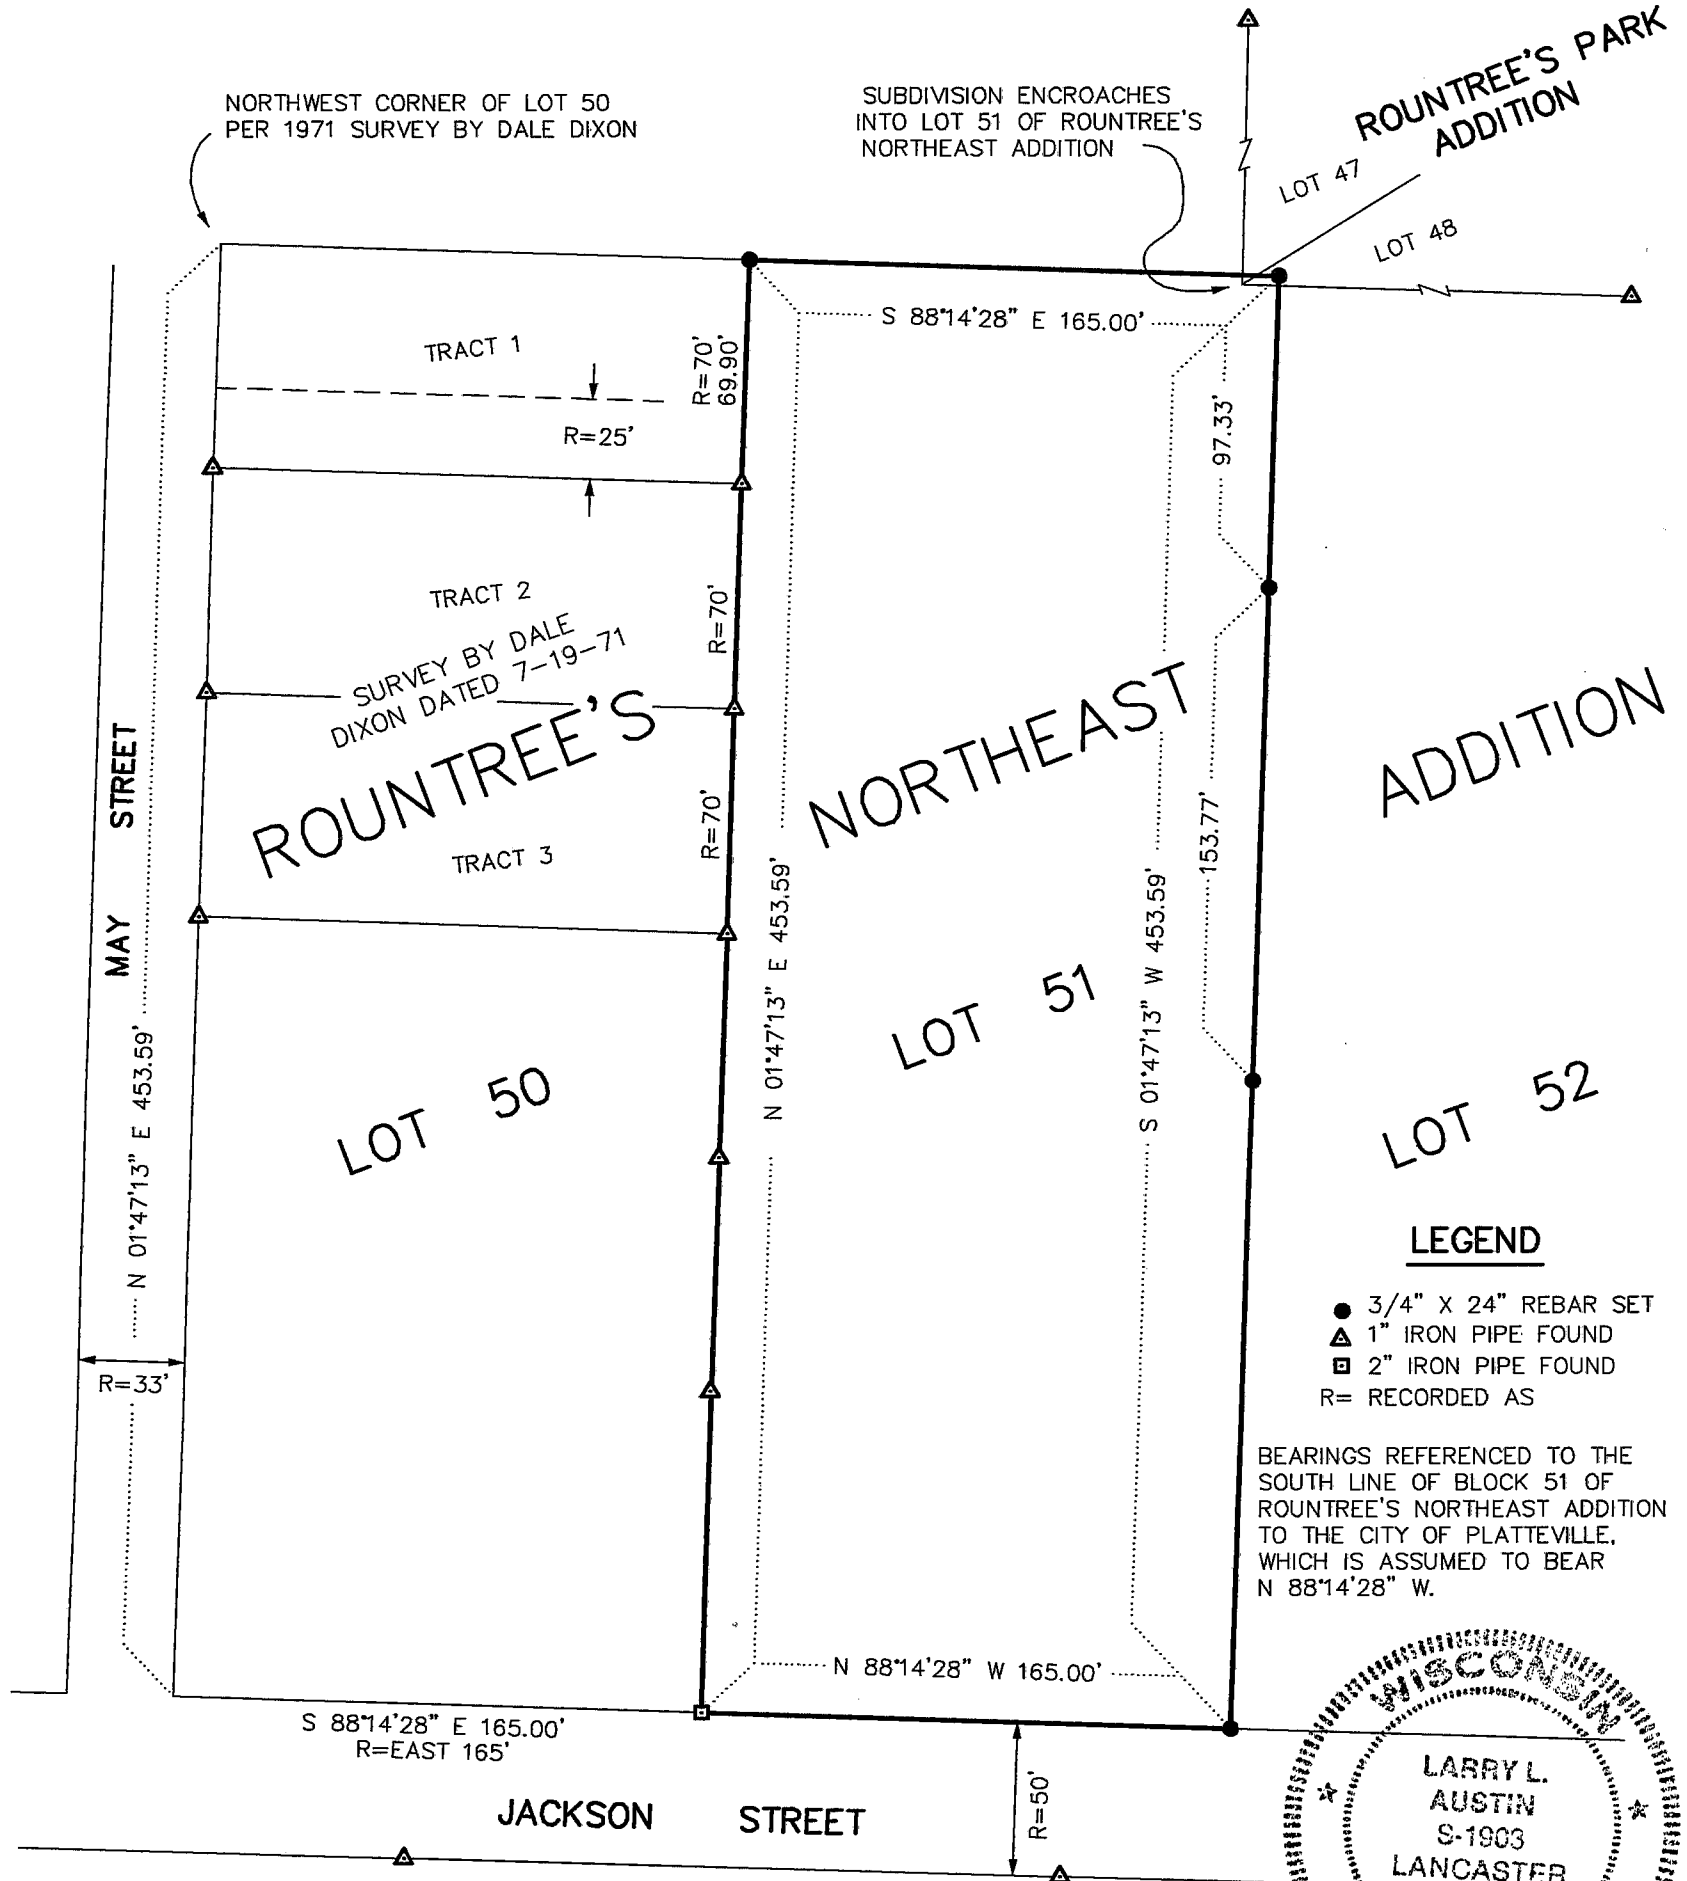 ROUNTREE'S PARK
ADDITION
NORTHWEST CORNER OF LOT 50
PER 1971 SURVEY BY DALE DIXON
SUBDIVISION ENCROACHES
INTO LOT 51 OF ROUNTREE'S
NORTHEAST ADDITION
LOT 47
LOT 48
S 88°14'28" E 165.00'
TRACT 1
R=70'
69.90'
R=25'
97.33'
TRACT 2
R=70'
SURVEY BY DALE
DIXON DATED 7-19-71
ROUNTREE'S NORTHEAST ADDITION
MAY STREET
R=70'
TRACT 3
153.77'
N 01°47'13" E 453.59'
N 01°47'13" E 453.59'
S 01°47'13" W 453.59'
LOT 50
LOT 51
LOT 52
LEGEND
3/4" X 24" REBAR SET
1" IRON PIPE FOUND
2" IRON PIPE FOUND
R= RECORDED AS
R=33'
BEARINGS REFERENCED TO THE
SOUTH LINE OF BLOCK 51 OF
ROUNTREE'S NORTHEAST ADDITION
TO THE CITY OF PLATTEVILLE,
WHICH IS ASSUMED TO BEAR
N 88°14'28" W.
N 88°14'28" W 165.00'
S 88°14'28" E 165.00'
R=EAST 165'
R=50'
JACKSON STREET
WISCONSIN
LARRY L.
AUSTIN
S-1903
LANCASTER